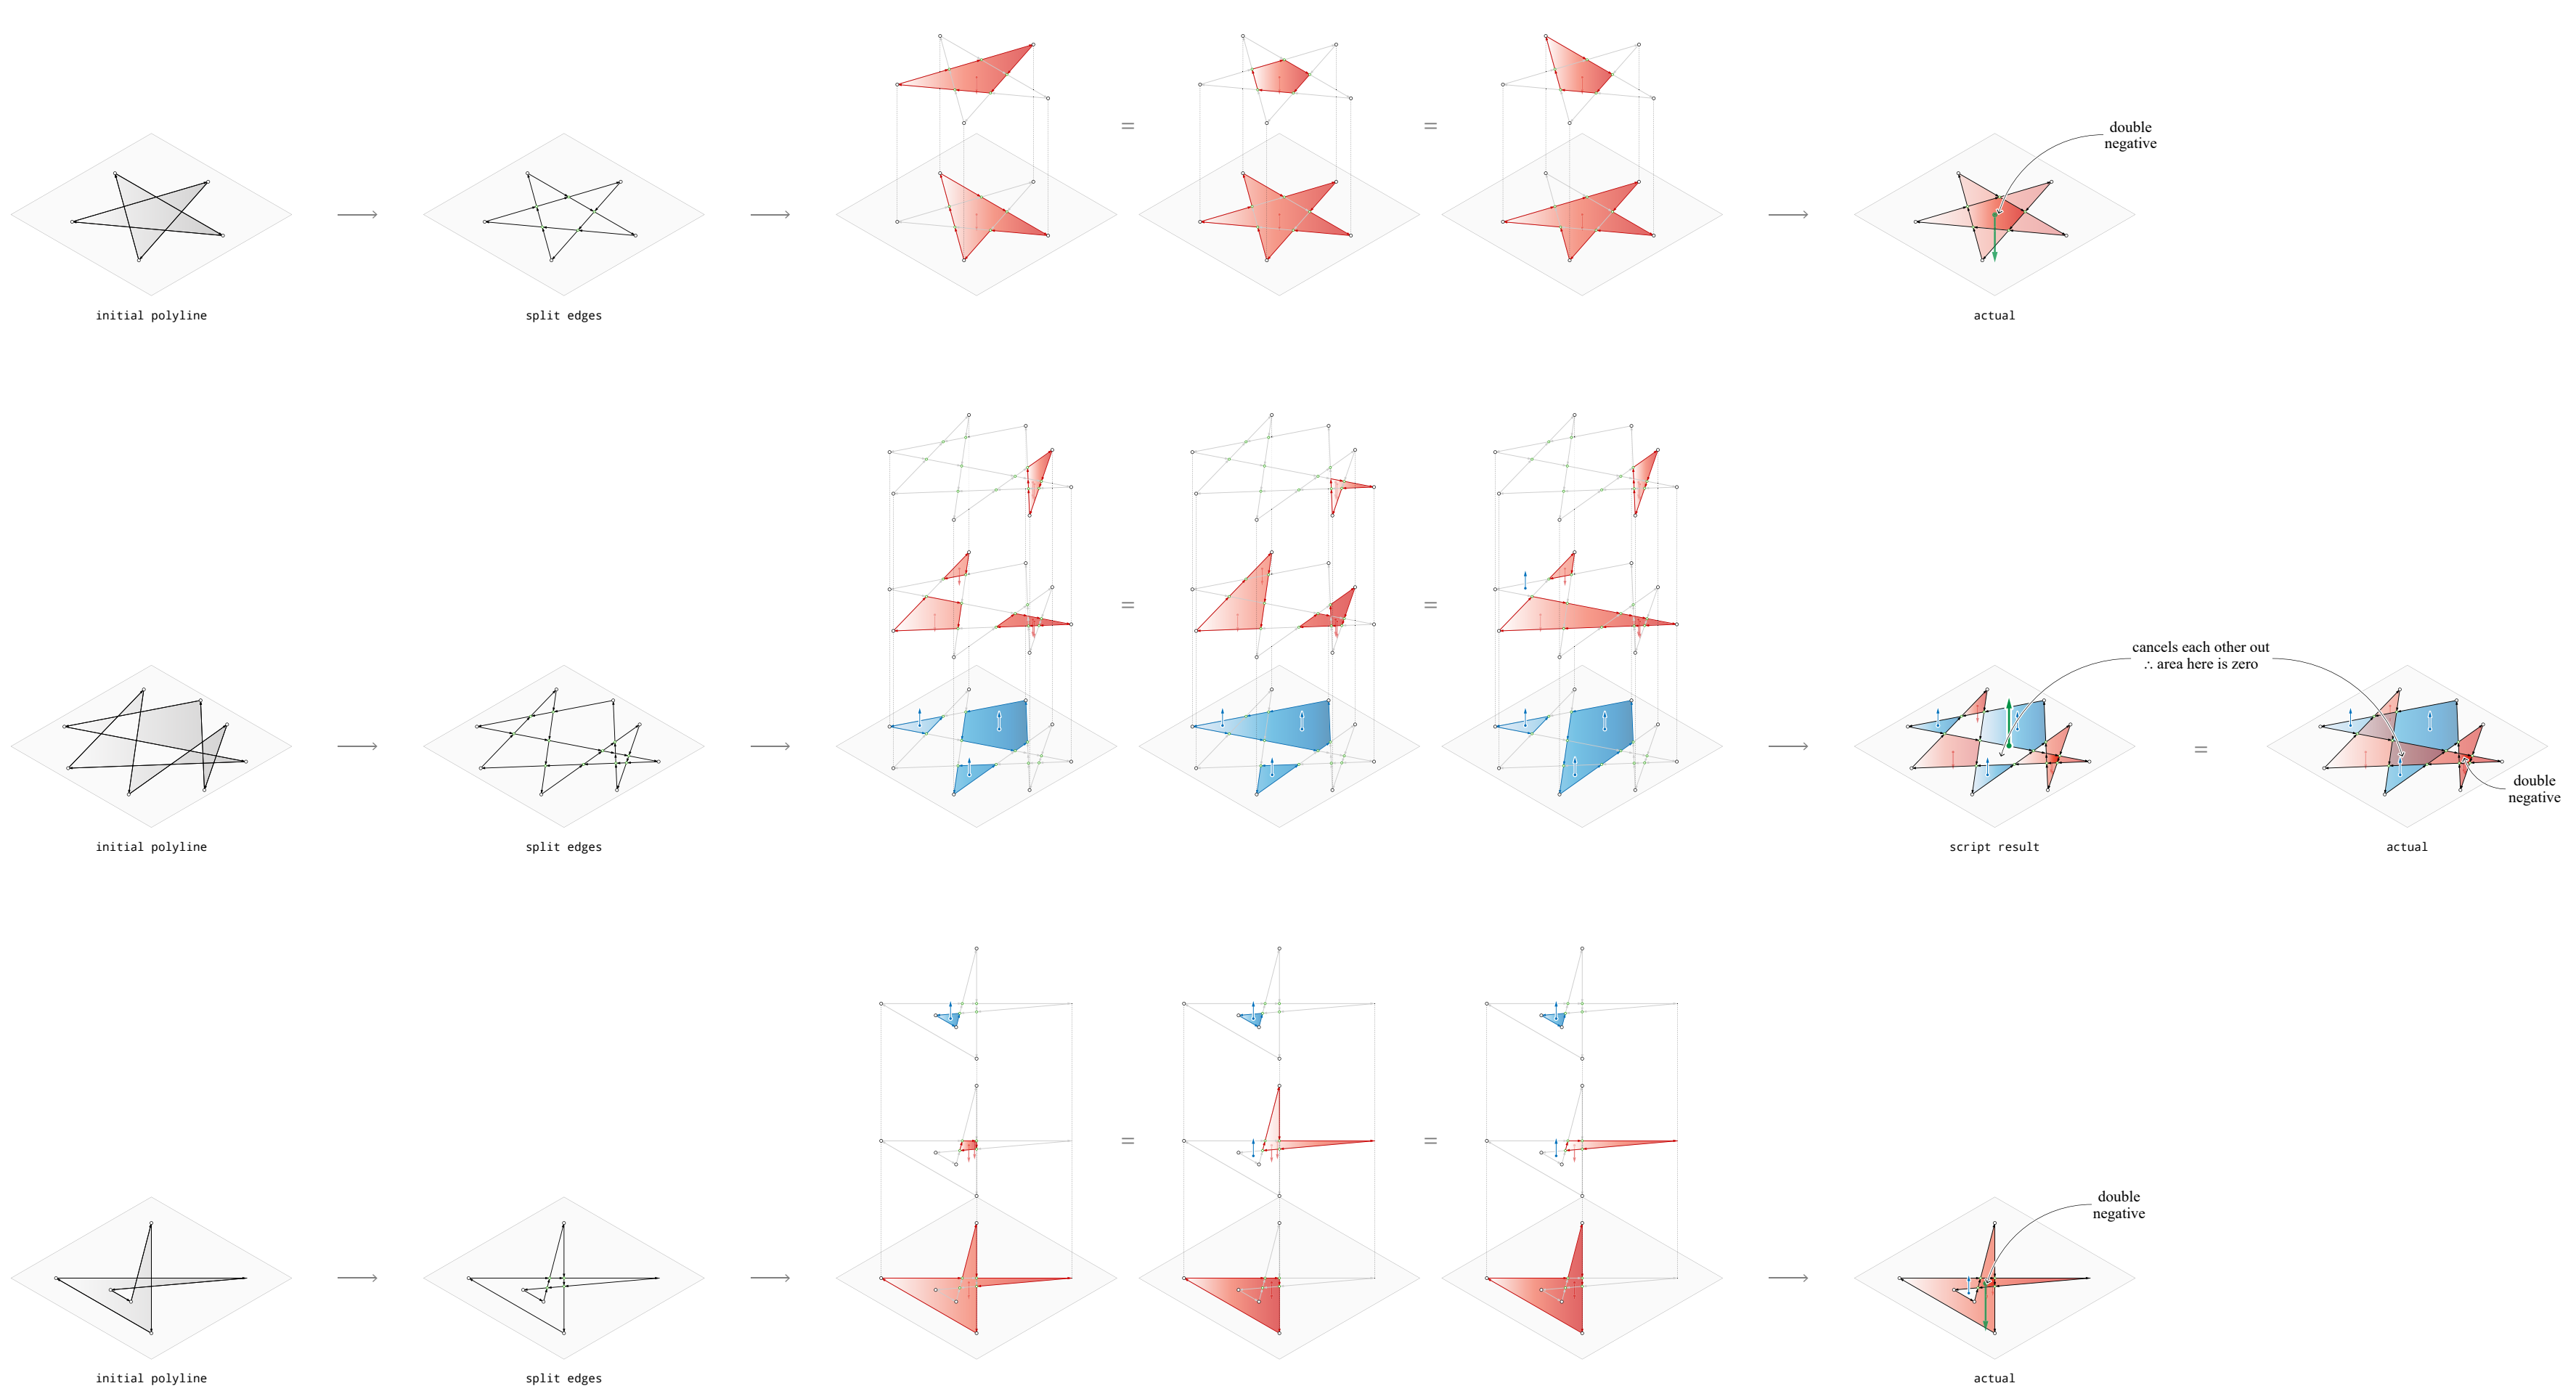 =
=
double
negative
initial polyline
split edges
actual
=
=
cancels each other out
∴ area here is zero
=
double
negative
initial polyline
split edges
script result
actual
=
=
double
negative
initial polyline
split edges
actual